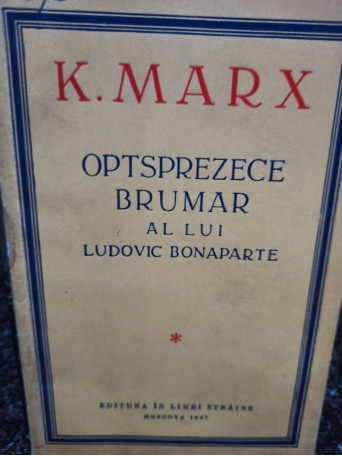 K. MARX
OPTSPREZECE
BRUMAR
AL LUI
LUDOVIC BONAPARTE
*
EDITURA ÎN LIMBI STRĂINE
MOSCOVA